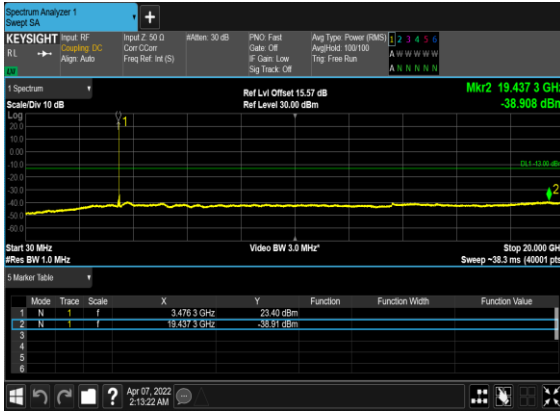 Spectrum Analyzer 1
Swept SA
+
KEYSIGHT
RL
Input: RF
Coupling: DC
Align: Auto
Input Z: 50 Ω
Corr CCorr
Freq Ref: Int (S)
#Atten: 30 dB
PNO: Fast
Gate: Off
IF Gain: Low
Sig Track: Off
Avg Type: Power (RMS)
Avg|Hold: 100/100
Trig: Free Run
1 2 3 4 5 6
A W W W W W
A N N N N N
1 Spectrum
Scale/Div 10 dB
Ref Lvl Offset 15.57 dB
Ref Level 30.00 dBm
Mkr2 19.437 3 GHz
-38.908 dBm
Log
20.0
10.0
0.00
-10.0
-20.0
-30.0
-40.0
-50.0
-60.0
1
DL1 -13.00 dBm
2
Start 30 MHz
#Res BW 1.0 MHz
Video BW 3.0 MHz*
Stop 20.000 GHz
Sweep ~38.3 ms (40001 pts)
5 Marker Table
Mode Trace Scale X Y Function Function Width Function Value
1 N 1 f 3.476 3 GHz 23.40 dBm
2 N 1 f 19.437 3 GHz -38.91 dBm
3
4
5
6
?
Apr 07, 2022
2:13:22 AM